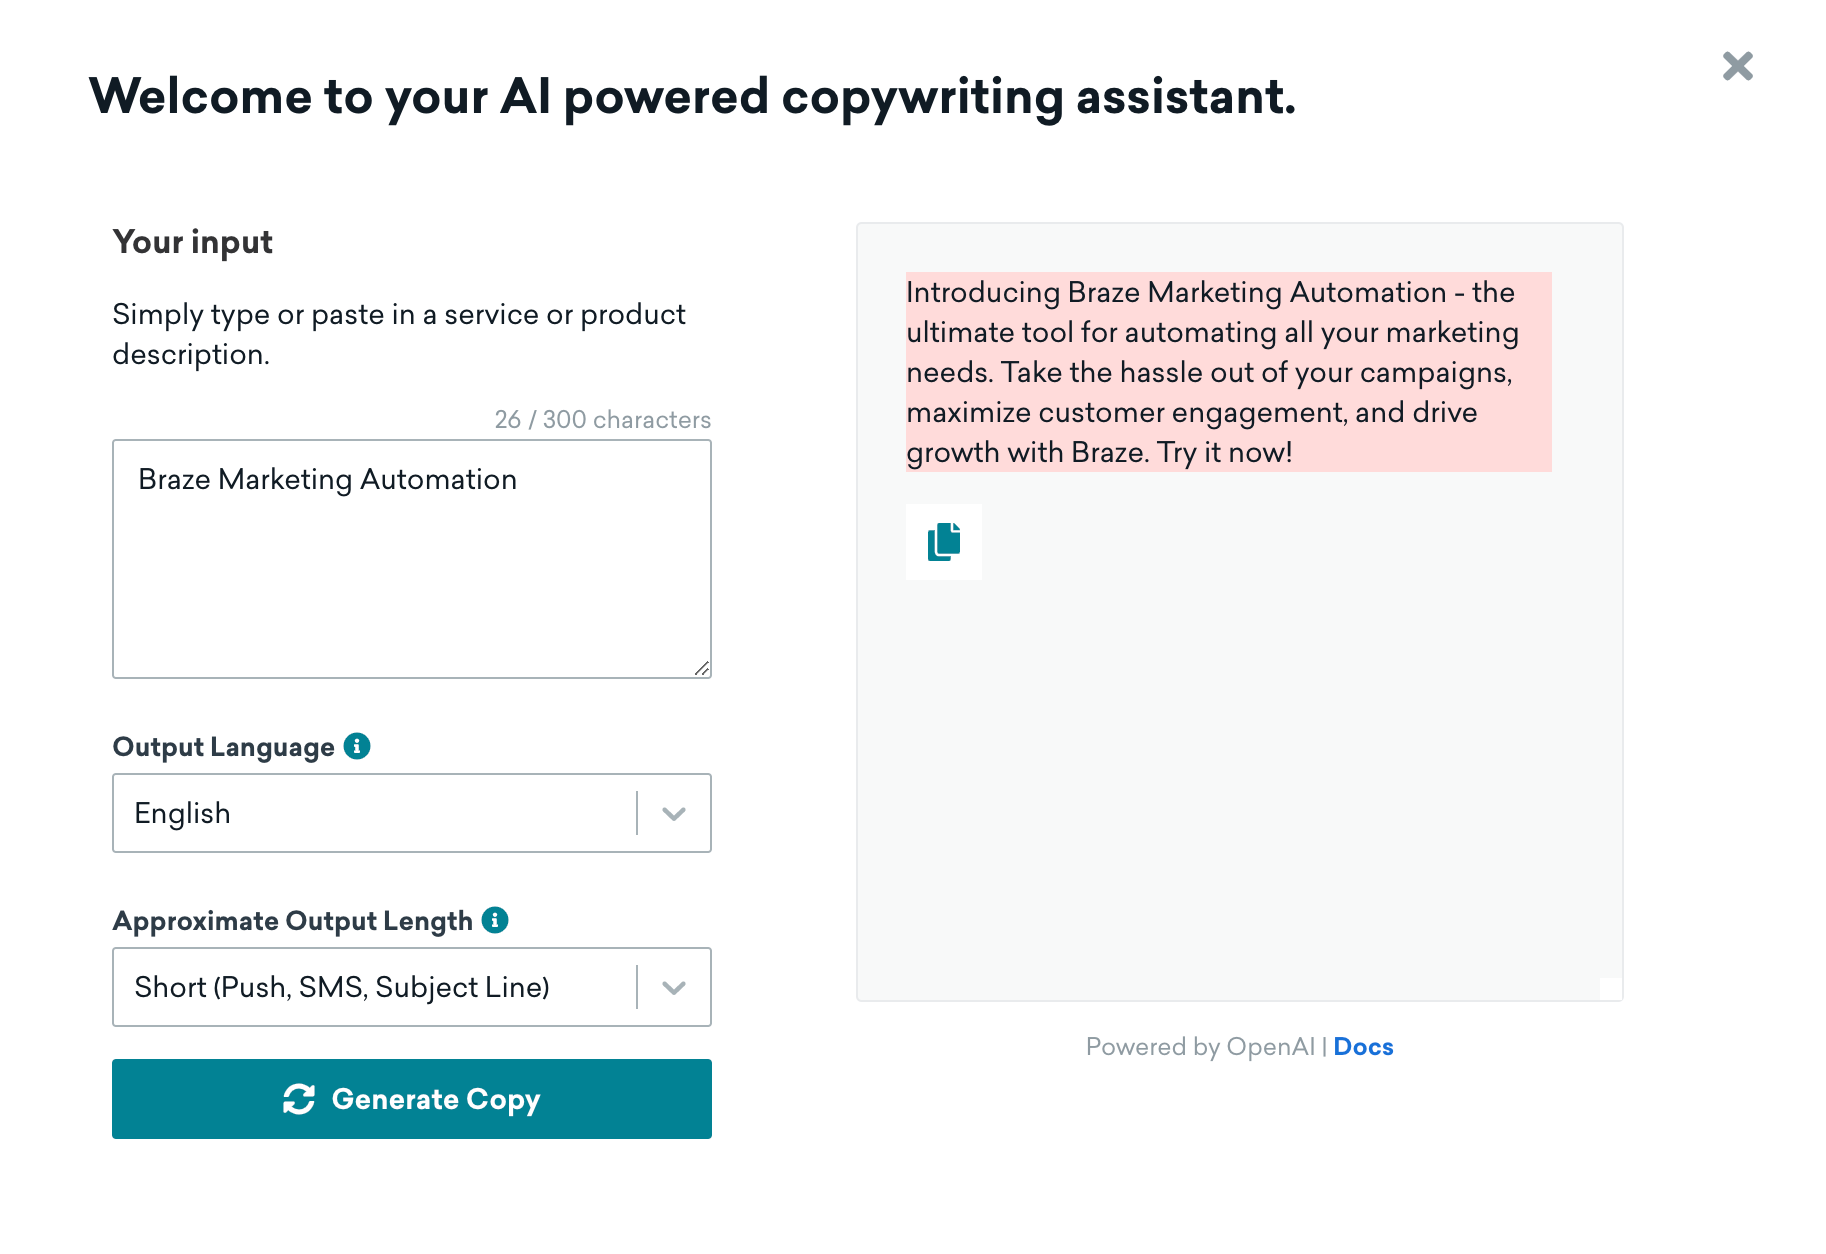 Welcome to your AI powered copywriting assistant.
Your input
Simply type or paste in a service or product
description.
26 / 300 characters
Braze Marketing Automation
Output Language
English
Approximate Output Length
Short (Push, SMS, Subject Line)
Generate Copy
Introducing Braze Marketing Automation - the
ultimate tool for automating all your marketing
needs. Take the hassle out of your campaigns,
maximize customer engagement, and drive
growth with Braze. Try it now!
Powered by OpenAI | Docs